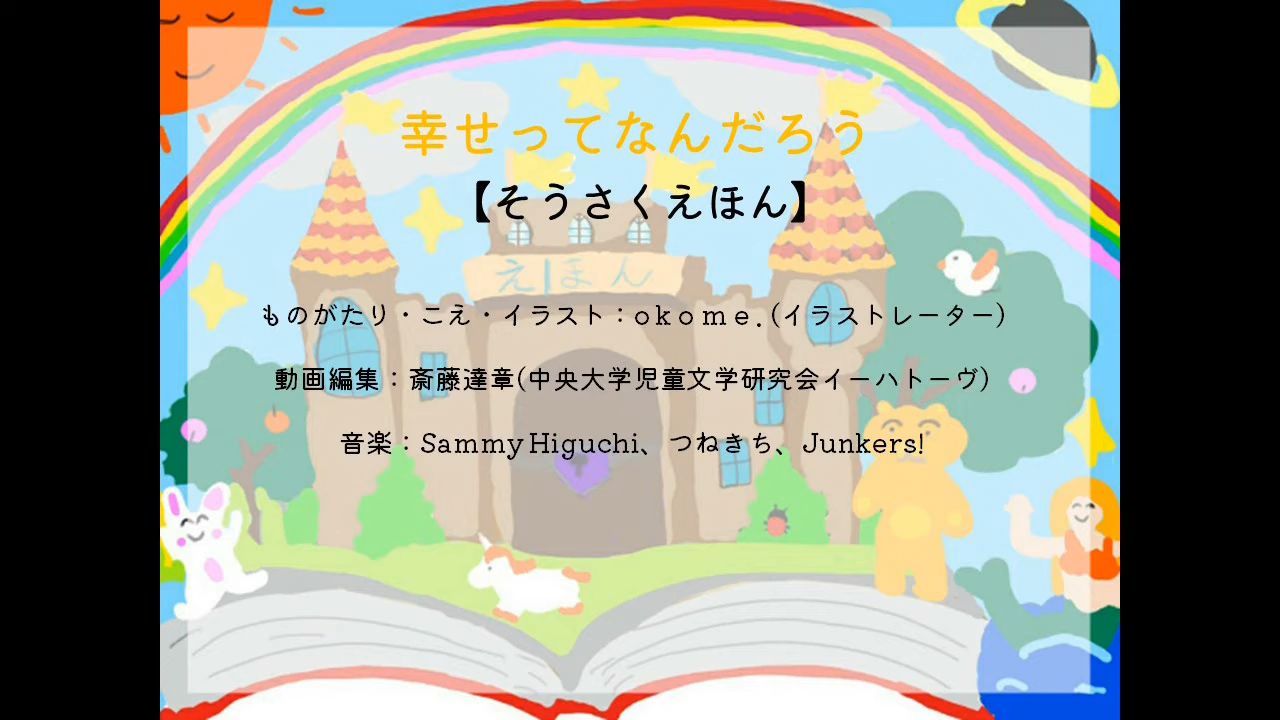 幸せってなんだろう
【そうさくえほん】
えほん
ものがたり・こえ・イラスト：ｏｋｏｍｅ．(イラストレーター)
動画編集：斎藤達章(中央大学児童文学研究会イーハトーヴ)
音楽：Sammy Higuchi、つねきち、Junkers!